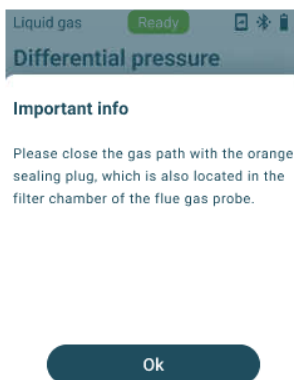 Liquid gas Ready
Differential pressure
Important info
Please close the gas path with the orange
sealing plug, which is also located in the
filter chamber of the flue gas probe.
Ok